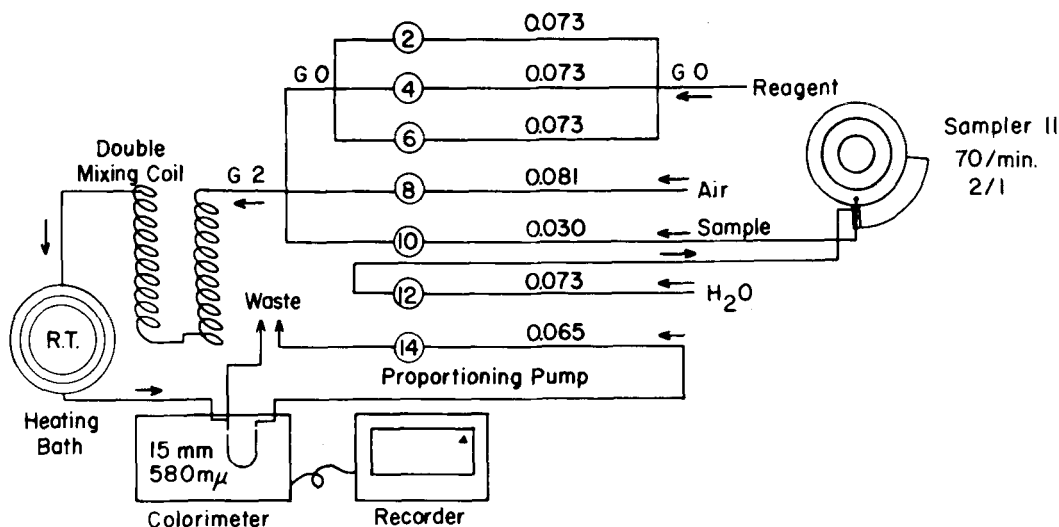 2
0.073
G O
4
0.073
G O
Reagent
6
0.073
Sampler II
70/min.
2/1
Double
Mixing Coil
G 2
8
0.081
Air
10
0.030
Sample
12
0.073
H₂O
Waste
R.T.
14
0.065
Proportioning Pump
Heating
Bath
15 mm
580mμ
Colorimeter
Recorder